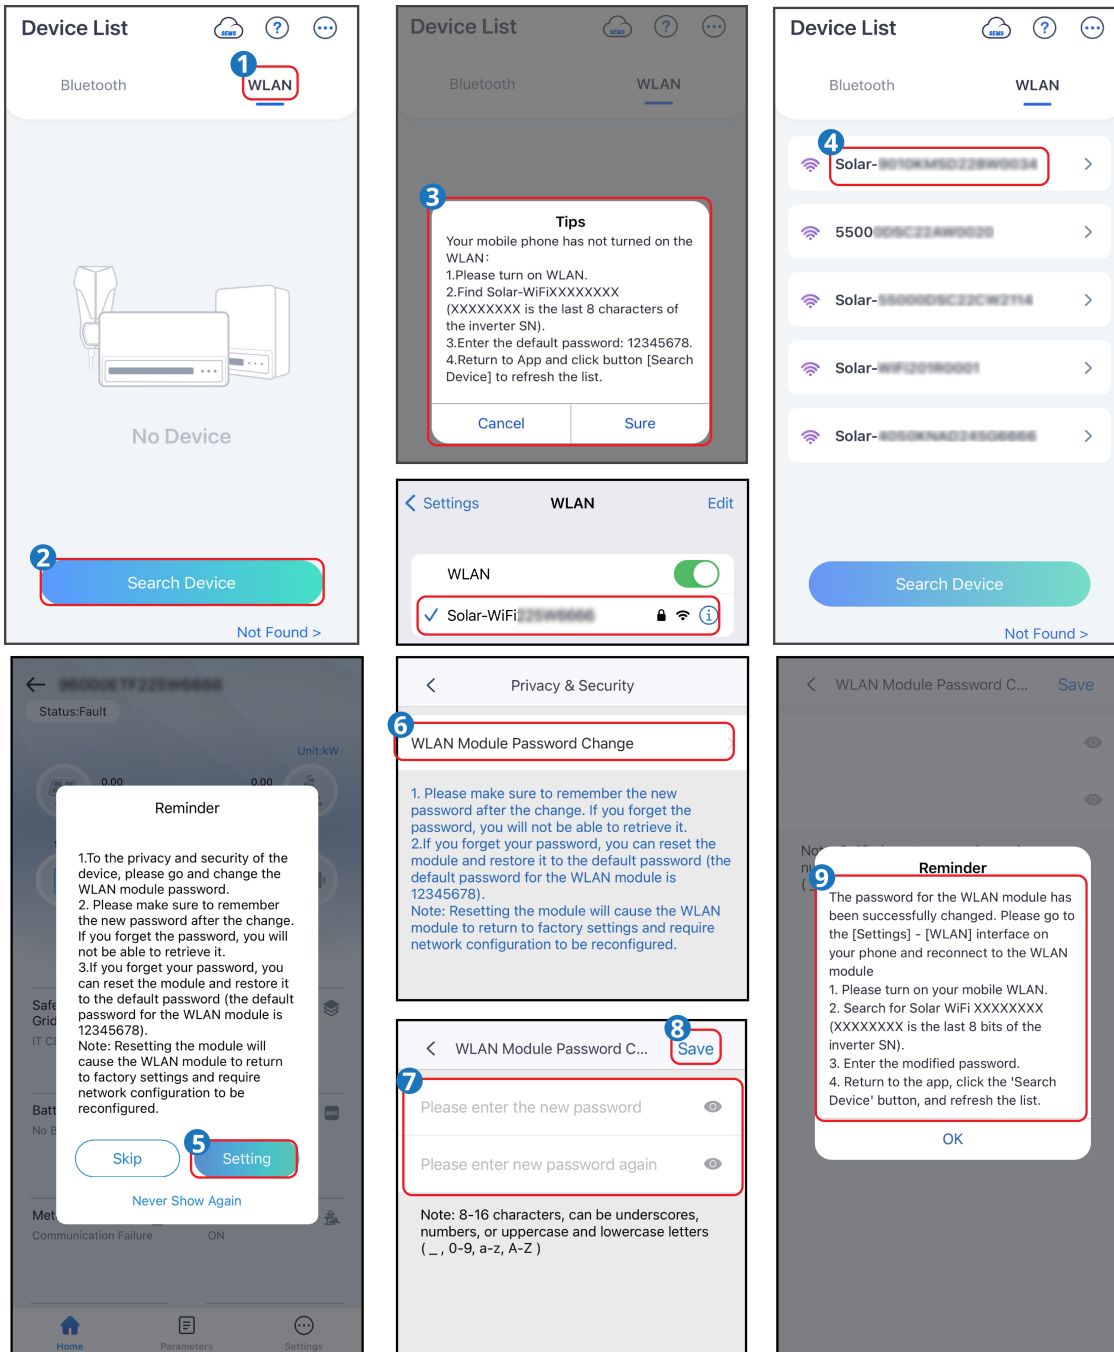 Device List
SEMS
?
1
Bluetooth
WLAN
No Device
2
Search Device
Not Found >
Device List
SEMS
?
Bluetooth
WLAN
3
Tips
Your mobile phone has not turned on the
WLAN:
1.Please turn on WLAN.
2.Find Solar-WiFiXXXXXXXX
(XXXXXXXX is the last 8 characters of
the inverter SN).
3.Enter the default password: 12345678.
4.Return to App and click button [Search
Device] to refresh the list.
Cancel
Sure
Settings
WLAN
Edit
WLAN
Solar-WiFi
Device List
SEMS
?
Bluetooth
WLAN
4
Solar-
5500
Solar-
Solar-
Solar-
Search Device
Not Found >
Status:Fault
Unit:kW
0.00
0.00
Reminder
1.To the privacy and security of the
device, please go and change the
WLAN module password.
2. Please make sure to remember
the new password after the change.
If you forget the password, you will
not be able to retrieve it.
3.If you forget your password, you
can reset the module and restore it
to the default password (the default
password for the WLAN module is
12345678).
Note: Resetting the module will
cause the WLAN module to return
to factory settings and require
network configuration to be
reconfigured.
5
Skip
Setting
Never Show Again
Safe
Grid
Batt
BMS
Met
Communication Failure
ON
Home
Parameters
Settings
Privacy & Security
6
WLAN Module Password Change
1. Please make sure to remember the new
password after the change. If you forget the
password, you will not be able to retrieve it.
2.If you forget your password, you can reset the
module and restore it to the default password (the
default password for the WLAN module is
12345678).
Note: Resetting the module will cause the WLAN
module to return to factory settings and require
network configuration to be reconfigured.
8
WLAN Module Password C...
Save
7
Please enter the new password
Please enter new password again
Note: 8-16 characters, can be underscores,
numbers, or uppercase and lowercase letters
( _ , 0-9, a-z, A-Z )
WLAN Module Password C...
Save
9
Reminder
The password for the WLAN module has
been successfully changed. Please go to
the [Settings] - [WLAN] interface on
your phone and reconnect to the WLAN
module
1. Please turn on your mobile WLAN.
2. Search for Solar WiFi XXXXXXXX
(XXXXXXXX is the last 8 bits of the
inverter SN).
3. Enter the modified password.
4. Return to the app, click the 'Search
Device' button, and refresh the list.
OK